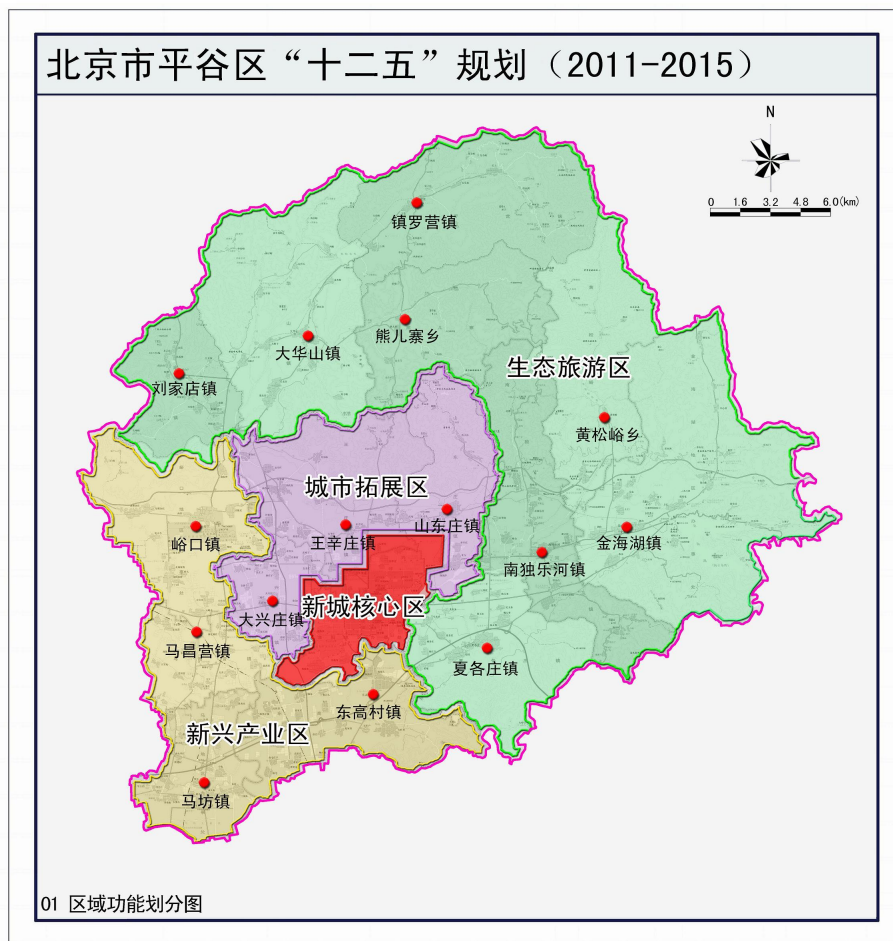 北京市平谷区“十二五”规划（2011-2015）
N
0 1.6 3.2 4.8 6.0(km)
镇罗营镇
熊儿寨乡
大华山镇
生态旅游区
刘家店镇
黄松峪乡
城市拓展区
山东庄镇
王辛庄镇
峪口镇
金海湖镇
南独乐河镇
新城核心区
大兴庄镇
马昌营镇
夏各庄镇
东高村镇
新兴产业区
马坊镇
01 区域功能划分图